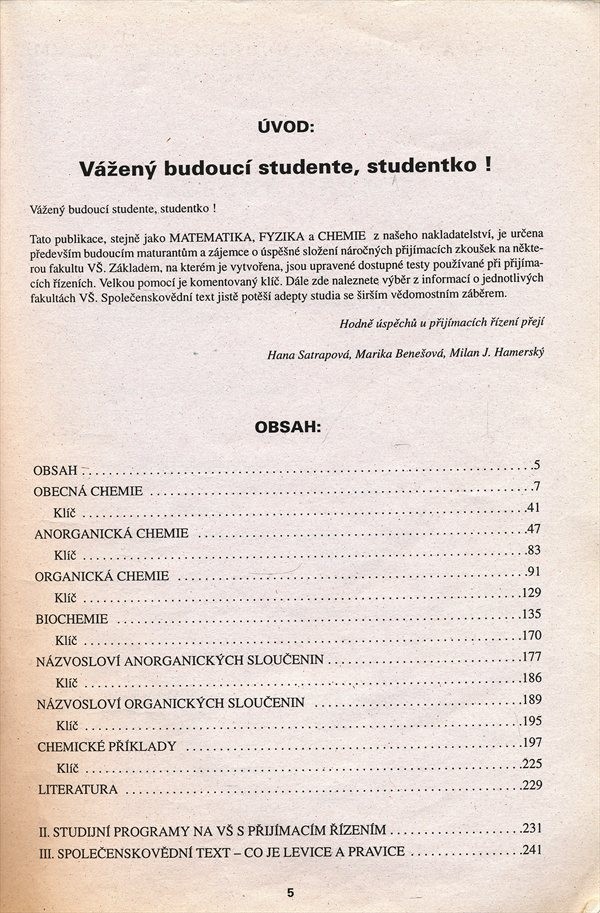 ÚVOD:
Vážený budoucí studente, studentko !
Vážený budoucí studente, studentko !
Tato publikace, stejně jako MATEMATIKA, FYZIKA a CHEMIE z našeho nakladatelství, je určena
především budoucím maturantům a zájemce o úspěšné složení náročných přijímacích zkoušek na někte-
rou fakultu VŠ. Základem, na kterém je vytvořena, jsou upravené dostupné testy používané při přijíma-
cích řízeních. Velkou pomocí je komentovaný klíč. Dále zde naleznete výběr z informací o jednotlivých
fakultách VŠ. Společenskovědní text jistě potěší adepty studia se širším vědomostním záběrem.
Hodně úspěchů u přijímacích řízení přejí
Hana Satrapová, Marika Benešová, Milan J. Hamerský
OBSAH:
OBSAH . . . . . . . . . . . . . . . . . . . . 5
OBECNÁ CHEMIE . . . . . . . . . . . . . . . . . . . . 7
Klíč . . . . . . . . . . . . . . . . . . . . 41
ANORGANICKÁ CHEMIE . . . . . . . . . . . . . . . . . . . . 47
Klíč . . . . . . . . . . . . . . . . . . . . 83
ORGANICKÁ CHEMIE . . . . . . . . . . . . . . . . . . . . 91
Klíč . . . . . . . . . . . . . . . . . . . . 129
BIOCHEMIE . . . . . . . . . . . . . . . . . . . . 135
Klíč . . . . . . . . . . . . . . . . . . . . 170
NÁZVOSLOVÍ ANORGANICKÝCH SLOUČENIN . . . . . . . . . . . . . . . . . . . . 177
Klíč . . . . . . . . . . . . . . . . . . . . 186
NÁZVOSLOVÍ ORGANICKÝCH SLOUČENIN . . . . . . . . . . . . . . . . . . . . 189
Klíč . . . . . . . . . . . . . . . . . . . . 195
CHEMICKÉ PŘÍKLADY . . . . . . . . . . . . . . . . . . . . 197
Klíč . . . . . . . . . . . . . . . . . . . . 225
LITERATURA . . . . . . . . . . . . . . . . . . . . 229
II. STUDIJNÍ PROGRAMY NA VŠ S PŘIJÍMACÍM ŘÍZENÍM . . . . . . . . . . . . . . . . . . . . 231
III. SPOLEČENSKOVĚDNÍ TEXT – CO JE LEVICE A PRAVICE . . . . . . . . . . . . . . . . . . . . 241
5